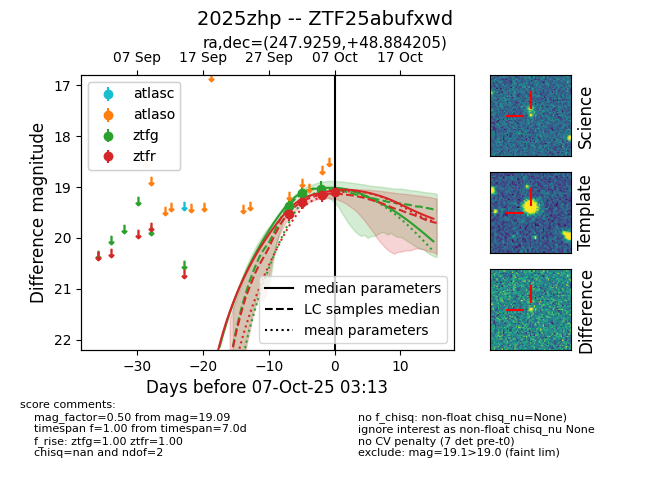 2025zhp -- ZTF25abufxwd
ra,dec=(247.9259,+48.884205)
07 Sep 17 Sep 27 Sep 07 Oct 17 Oct
17
18
19
20
21
22
Difference magnitude
atlasc
atlaso
ztfg
ztfr
median parameters
LC samples median
mean parameters
−30 −20 −10 0 10
Days before 07-Oct-25 03:13
Science
Template
Difference
score comments:
mag_factor=0.50 from mag=19.09
timespan f=1.00 from timespan=7.0d
f_rise: ztfg=1.00 ztfr=1.00
chisq=nan and ndof=2
no f_chisq: non-float chisq_nu=None)
ignore interest as non-float chisq_nu None
no CV penalty (7 det pre-t0)
exclude: mag=19.1>19.0 (faint lim)